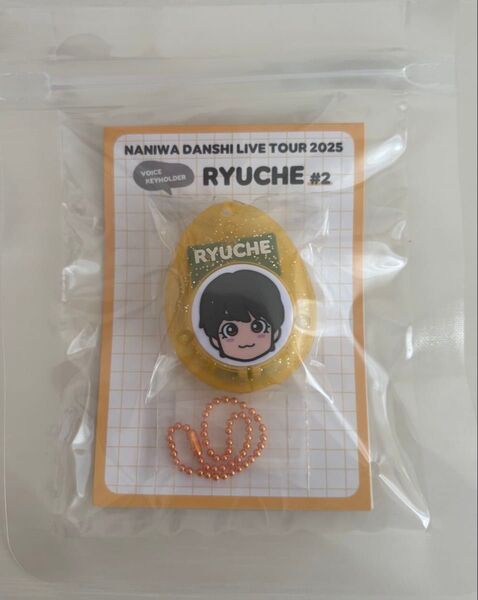 NANIWA DANSHI LIVE TOUR 2025
VOICE
KEYHOLDER
RYUCHE #2
RYUCHE